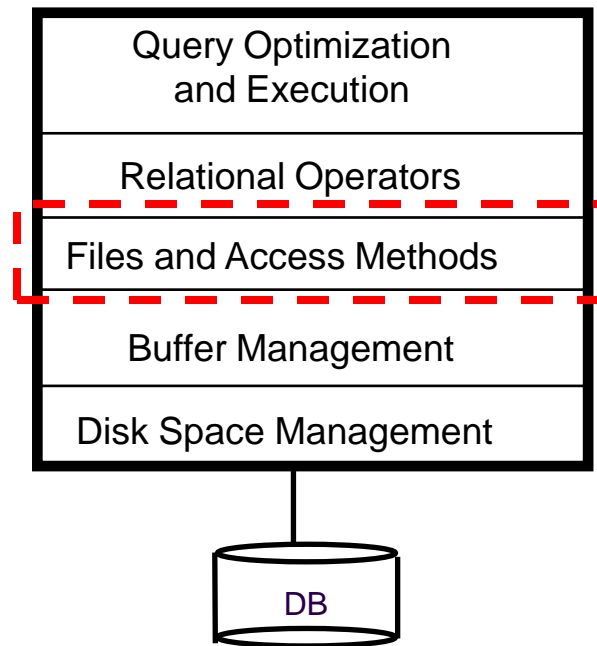 Query Optimization
and Execution
Relational Operators
Files and Access Methods
Buffer Management
Disk Space Management
DB